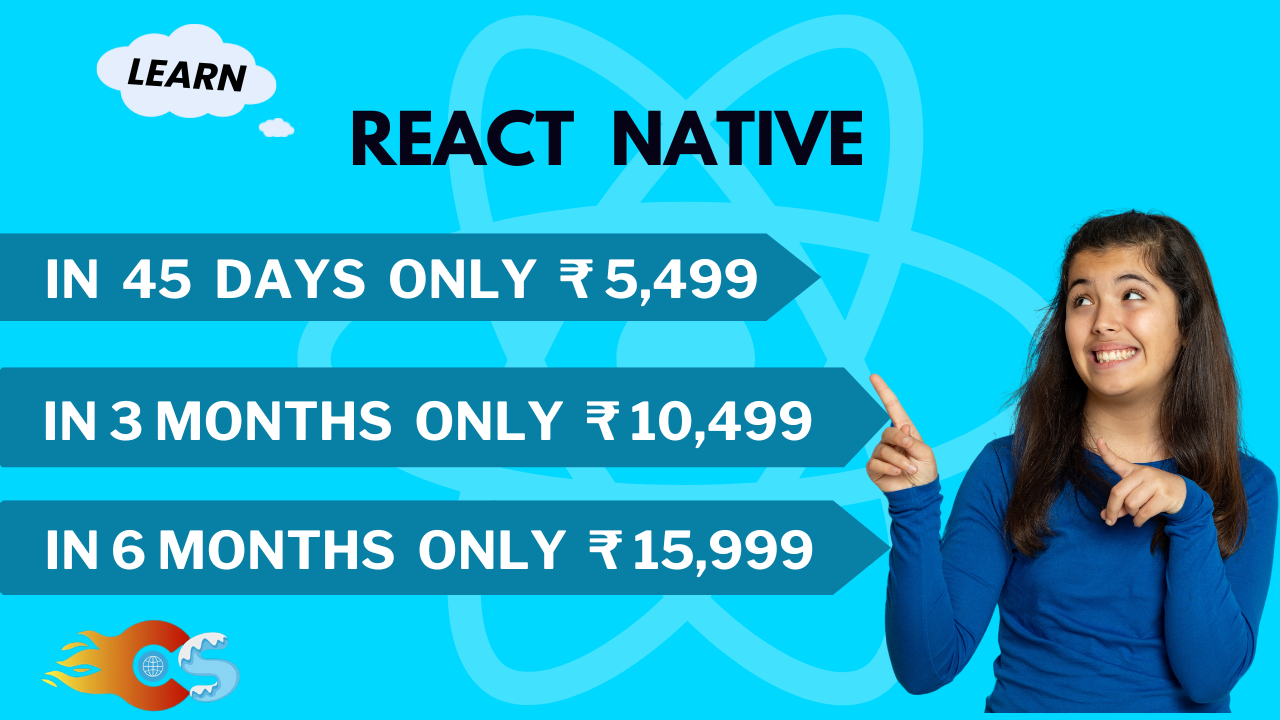 LEARN
REACT NATIVE
IN 45 DAYS ONLY ₹ 5,499
IN 3 MONTHS ONLY ₹ 10,499
IN 6 MONTHS ONLY ₹ 15,999
CS